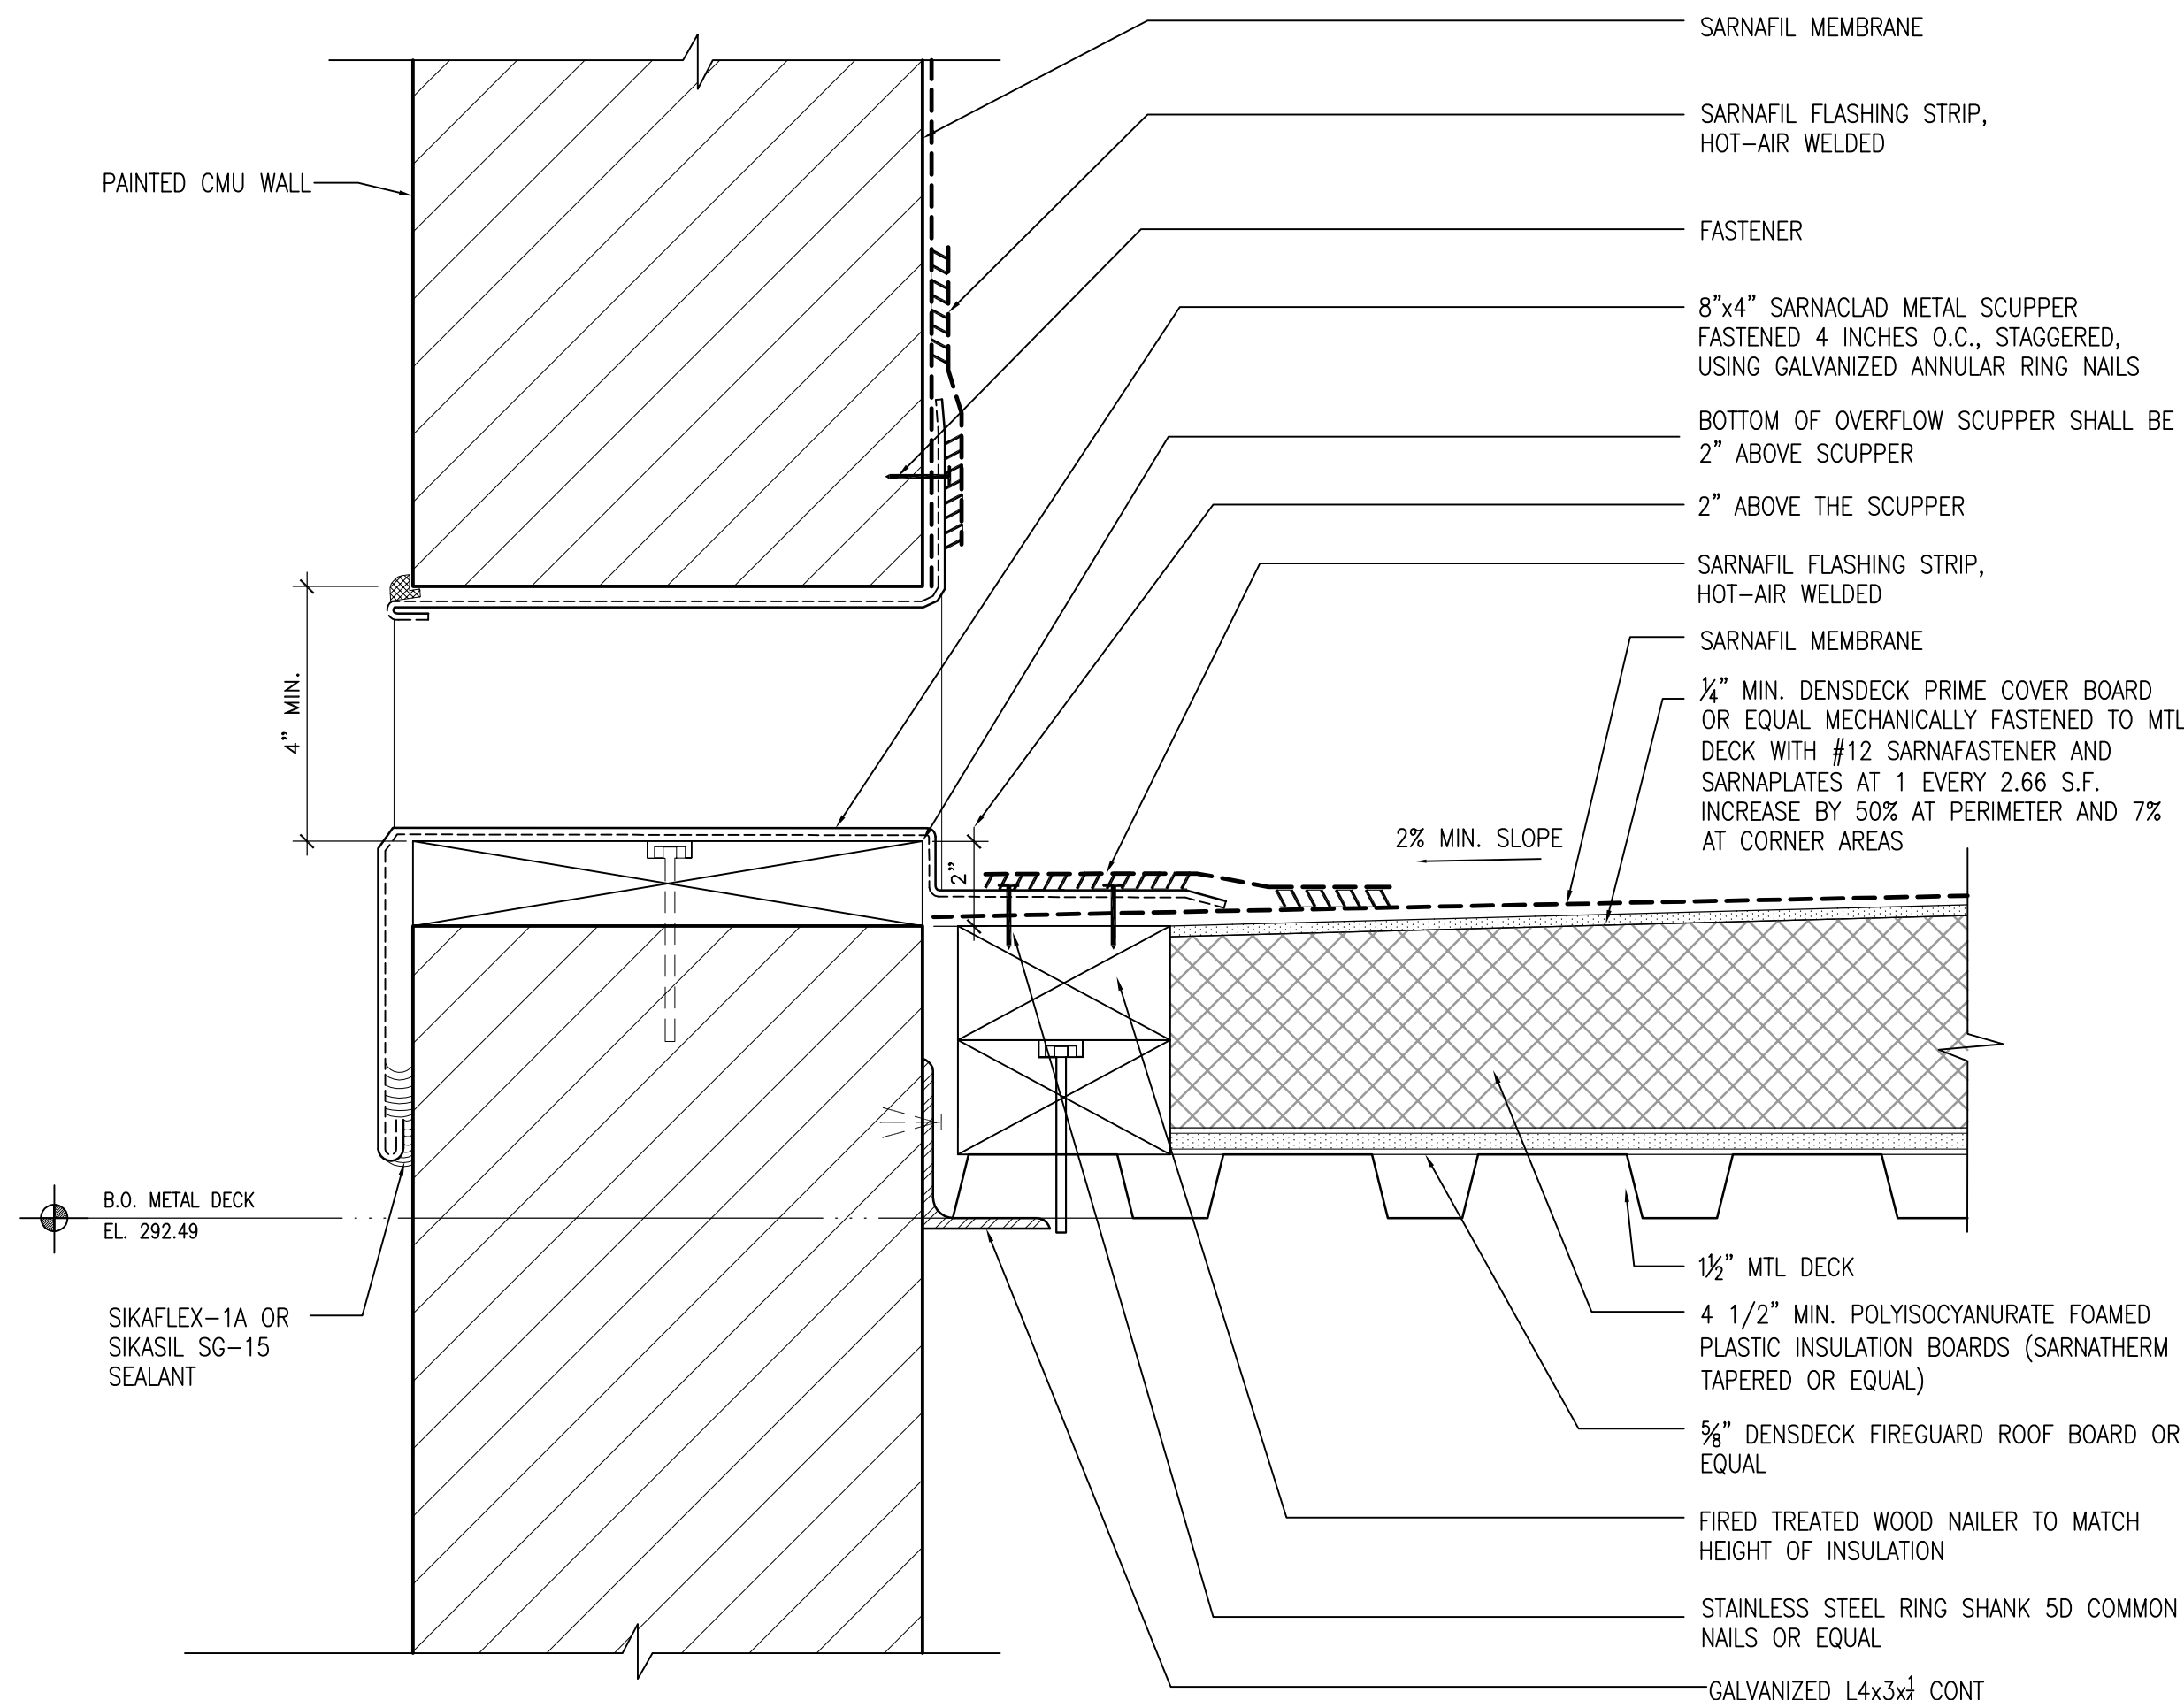 SARNAFIL MEMBRANE
SARNAFIL FLASHING STRIP,
HOT-AIR WELDED
PAINTED CMU WALL
FASTENER
8"x4" SARNACLAD METAL SCUPPER
FASTENED 4 INCHES O.C., STAGGERED,
USING GALVANIZED ANNULAR RING NAILS
BOTTOM OF OVERFLOW SCUPPER SHALL BE
2" ABOVE SCUPPER
2" ABOVE THE SCUPPER
SARNAFIL FLASHING STRIP,
HOT-AIR WELDED
SARNAFIL MEMBRANE
4" MIN.
1/4" MIN. DENSDECK PRIME COVER BOARD
OR EQUAL MECHANICALLY FASTENED TO MTL
DECK WITH #12 SARNAFASTENER AND
SARNAPLATES AT 1 EVERY 2.66 S.F.
INCREASE BY 50% AT PERIMETER AND 7%
AT CORNER AREAS
2% MIN. SLOPE
2"
B.O. METAL DECK
EL. 292.49
1 1/2" MTL DECK
SIKAFLEX-1A OR
SIKASIL SG-15
SEALANT
4 1/2" MIN. POLYISOCYANURATE FOAMED
PLASTIC INSULATION BOARDS (SARNATHERM
TAPERED OR EQUAL)
5/8" DENSDECK FIREGUARD ROOF BOARD OR
EQUAL
FIRED TREATED WOOD NAILER TO MATCH
HEIGHT OF INSULATION
STAINLESS STEEL RING SHANK 5D COMMON
NAILS OR EQUAL
GALVANIZED L4x3x1/4 CONT